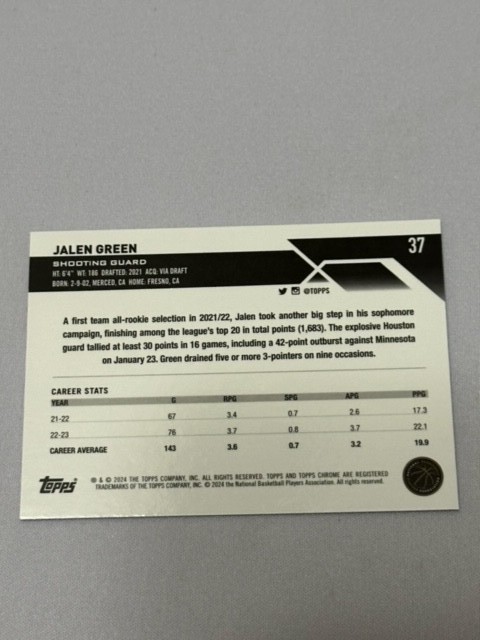 JALEN GREEN
37
SHOOTING GUARD
HT: 6'4" WT: 186 DRAFTED: 2021 ACQ: VIA DRAFT
BORN: 2-9-02, MERCED, CA HOME: FRESNO, CA
@TOPPS
A first team all-rookie selection in 2021/22, Jalen took another big step in his sophomore
campaign, finishing among the league's top 20 in total points (1,683). The explosive Houston
guard tallied at least 30 points in 16 games, including a 42-point outburst against Minnesota
on January 23. Green drained five or more 3-pointers on nine occasions.
CAREER STATS
YEAR G RPG SPG APG PPG
21-22 67 3.4 0.7 2.6 17.3
22-23 76 3.7 0.8 3.7 22.1
CAREER AVERAGE 143 3.6 0.7 3.2 19.9
Topps
® & © 2024 THE TOPPS COMPANY, INC. ALL RIGHTS RESERVED. TOPPS AND TOPPS CHROME ARE REGISTERED
TRADEMARKS OF THE TOPPS COMPANY, INC. © 2024 the National Basketball Players Association. All rights reserved.